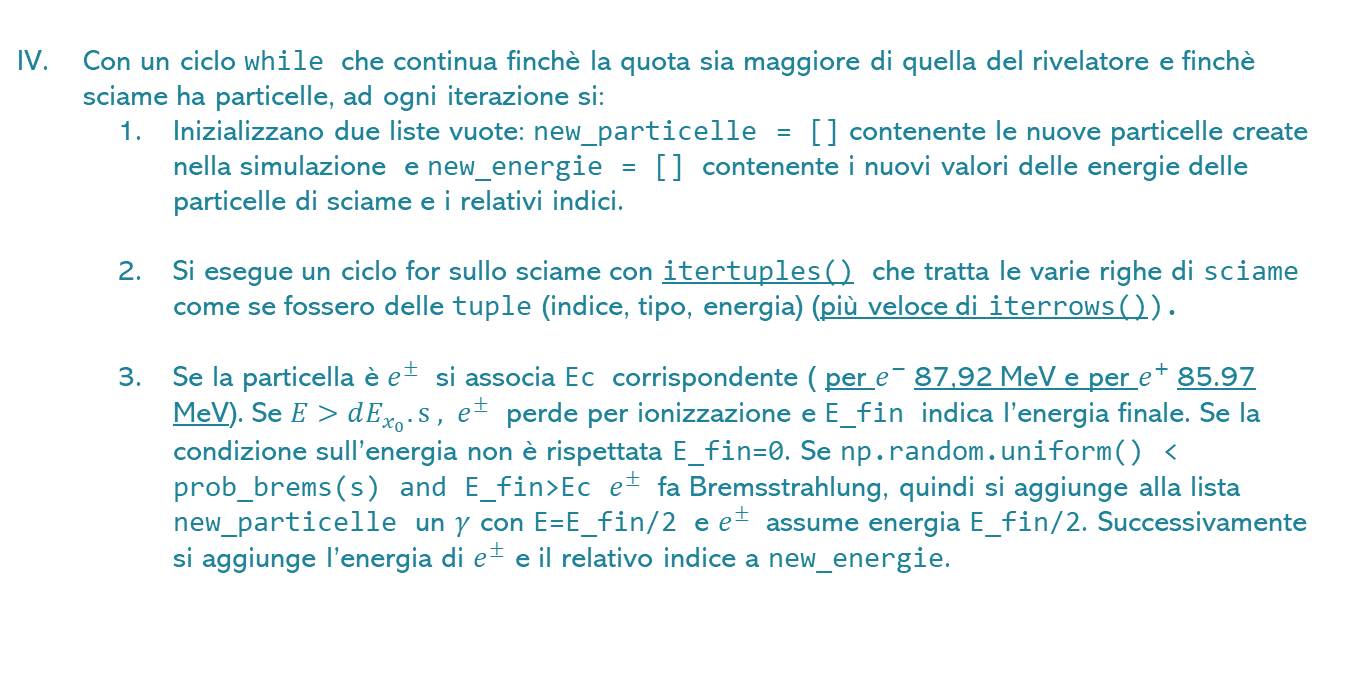 IV. Con un ciclo while che continua finchè la quota sia maggiore di quella del rivelatore e finchè
sciame ha particelle, ad ogni iterazione si:
1. Inizializzano due liste vuote: new_particelle = [] contenente le nuove particelle create
nella simulazione e new_energie = [] contenente i nuovi valori delle energie delle
particelle di sciame e i relativi indici.
2. Si esegue un ciclo for sullo sciame con itertuples() che tratta le varie righe di sciame
come se fossero delle tuple (indice, tipo, energia) (più veloce di iterrows()).
3. Se la particella è e± si associa Ec corrispondente ( per e⁻ 87,92 MeV e per e⁺ 85.97
MeV). Se E > dEₓ₀.s, e± perde per ionizzazione e E_fin indica l'energia finale. Se la
condizione sull'energia non è rispettata E_fin=0. Se np.random.uniform() <
prob_brems(s) and E_fin>Ec e± fa Bremsstrahlung, quindi si aggiunge alla lista
new_particelle un γ con E=E_fin/2 e e± assume energia E_fin/2. Successivamente
si aggiunge l'energia di e± e il relativo indice a new_energie.